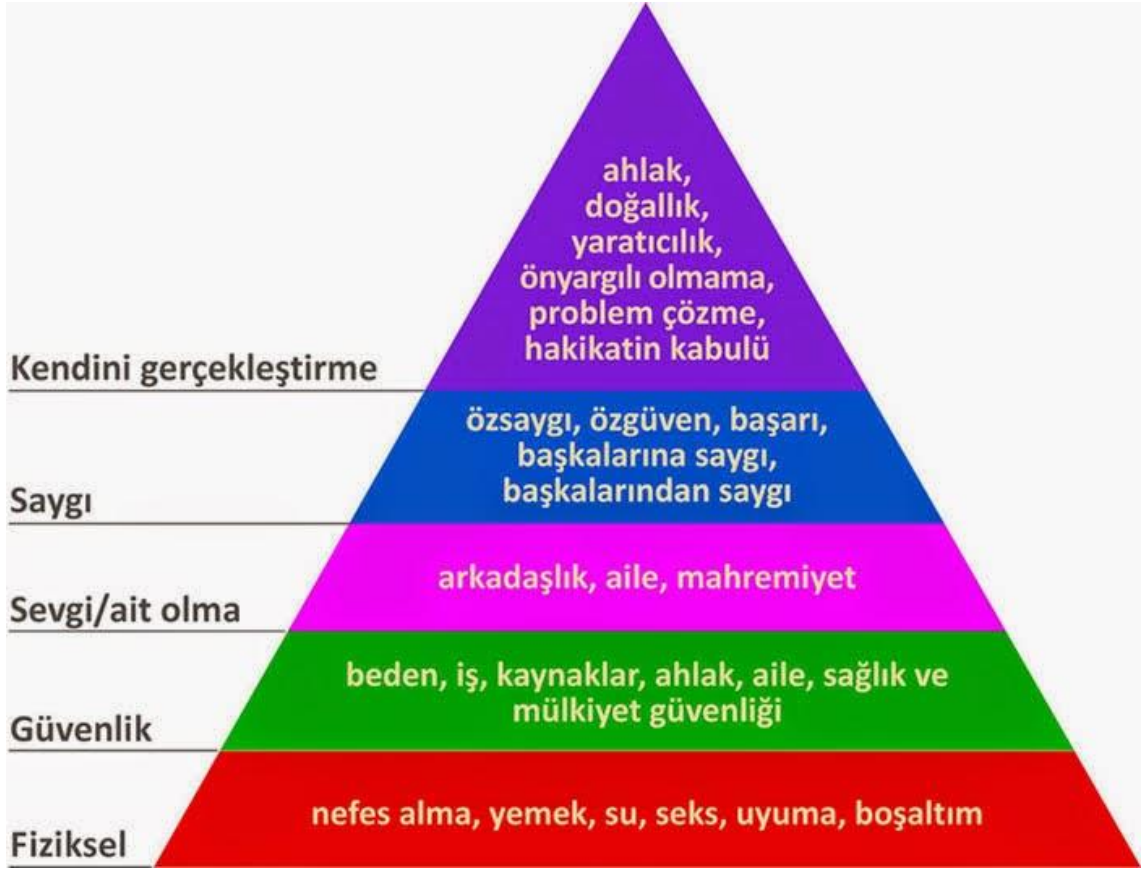 ahlak,
doğallık,
yaratıcılık,
önyargılı olmama,
problem çözme,
hakikatin kabulü
Kendini gerçekleştirme
özsaygı, özgüven, başarı,
başkalarına saygı,
başkalarından saygı
Saygı
arkadaşlık, aile, mahremiyet
Sevgi/ait olma
beden, iş, kaynaklar, ahlak, aile, sağlık ve
mülkiyet güvenliği
Güvenlik
nefes alma, yemek, su, seks, uyuma, boşaltım
Fiziksel